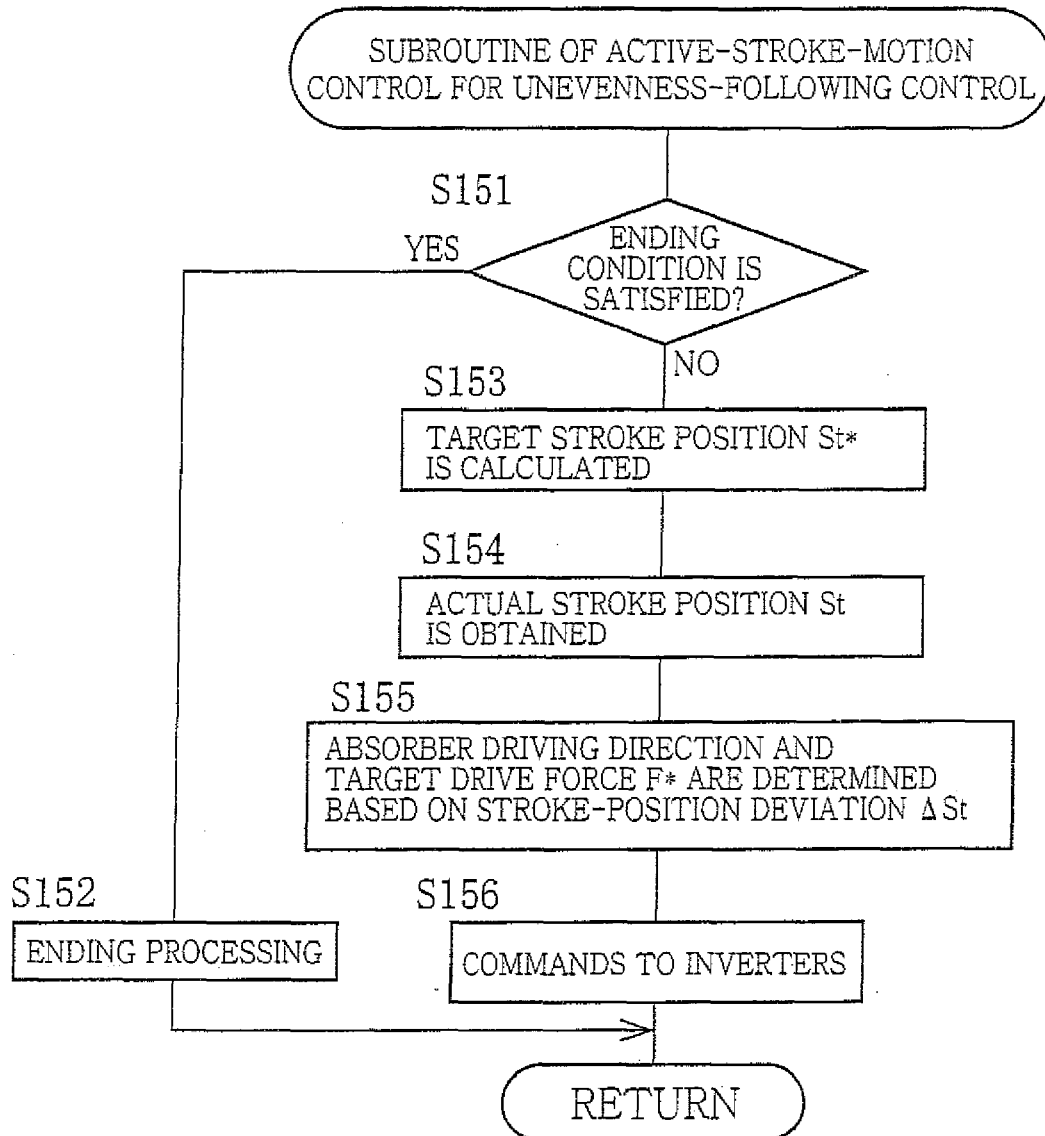 SUBROUTINE OF ACTIVE-STROKE-MOTION
CONTROL FOR UNEVENNESS-FOLLOWING CONTROL
S151
YES
ENDING
CONDITION IS
SATISFIED?
NO
S153
TARGET STROKE POSITION St*
IS CALCULATED
S154
ACTUAL STROKE POSITION St
IS OBTAINED
S155
ABSORBER DRIVING DIRECTION AND
TARGET DRIVE FORCE F* ARE DETERMINED
BASED ON STROKE-POSITION DEVIATION ΔSt
S152
ENDING PROCESSING
S156
COMMANDS TO INVERTERS
RETURN